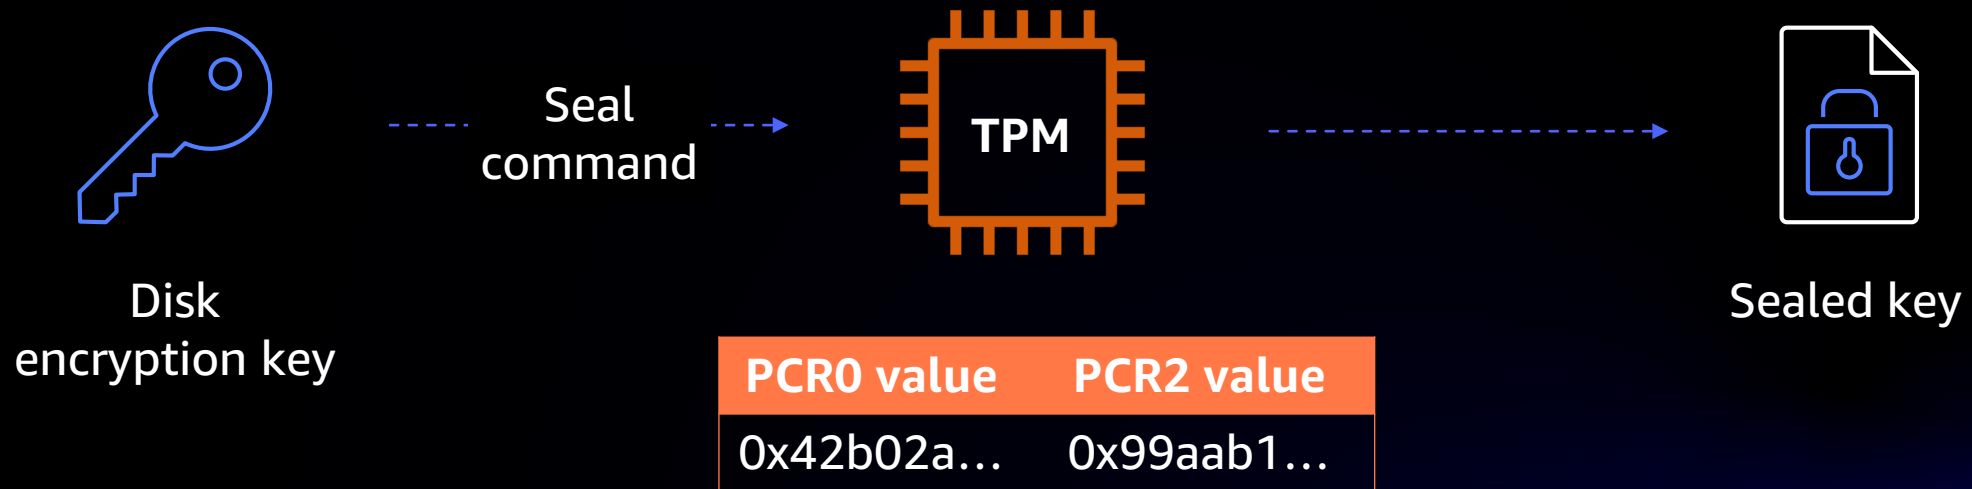 Seal
command
TPM
Disk
encryption key
Sealed key
PCR0 value PCR2 value
0x42b02a... 0x99aab1...